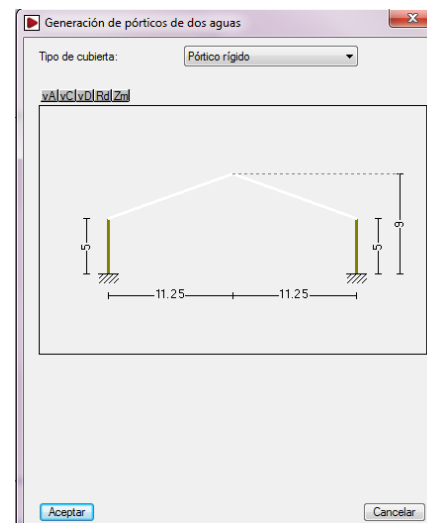 Generación de pórticos de dos aguas
Tipo de cubierta: Pórtico rígido
vA|vC|vD|Rd|Zm|
5
5
9
11.25 11.25
Aceptar Cancelar